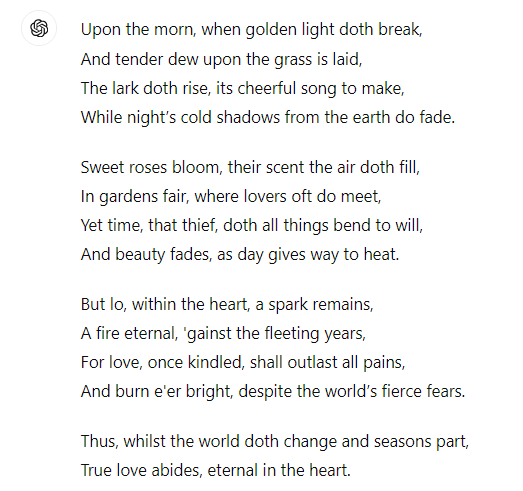 Upon the morn, when golden light doth break,
And tender dew upon the grass is laid,
The lark doth rise, its cheerful song to make,
While night’s cold shadows from the earth do fade.
Sweet roses bloom, their scent the air doth fill,
In gardens fair, where lovers oft do meet,
Yet time, that thief, doth all things bend to will,
And beauty fades, as day gives way to heat.
But lo, within the heart, a spark remains,
A fire eternal, 'gainst the fleeting years,
For love, once kindled, shall outlast all pains,
And burn e'er bright, despite the world’s fierce fears.
Thus, whilst the world doth change and seasons part,
True love abides, eternal in the heart.